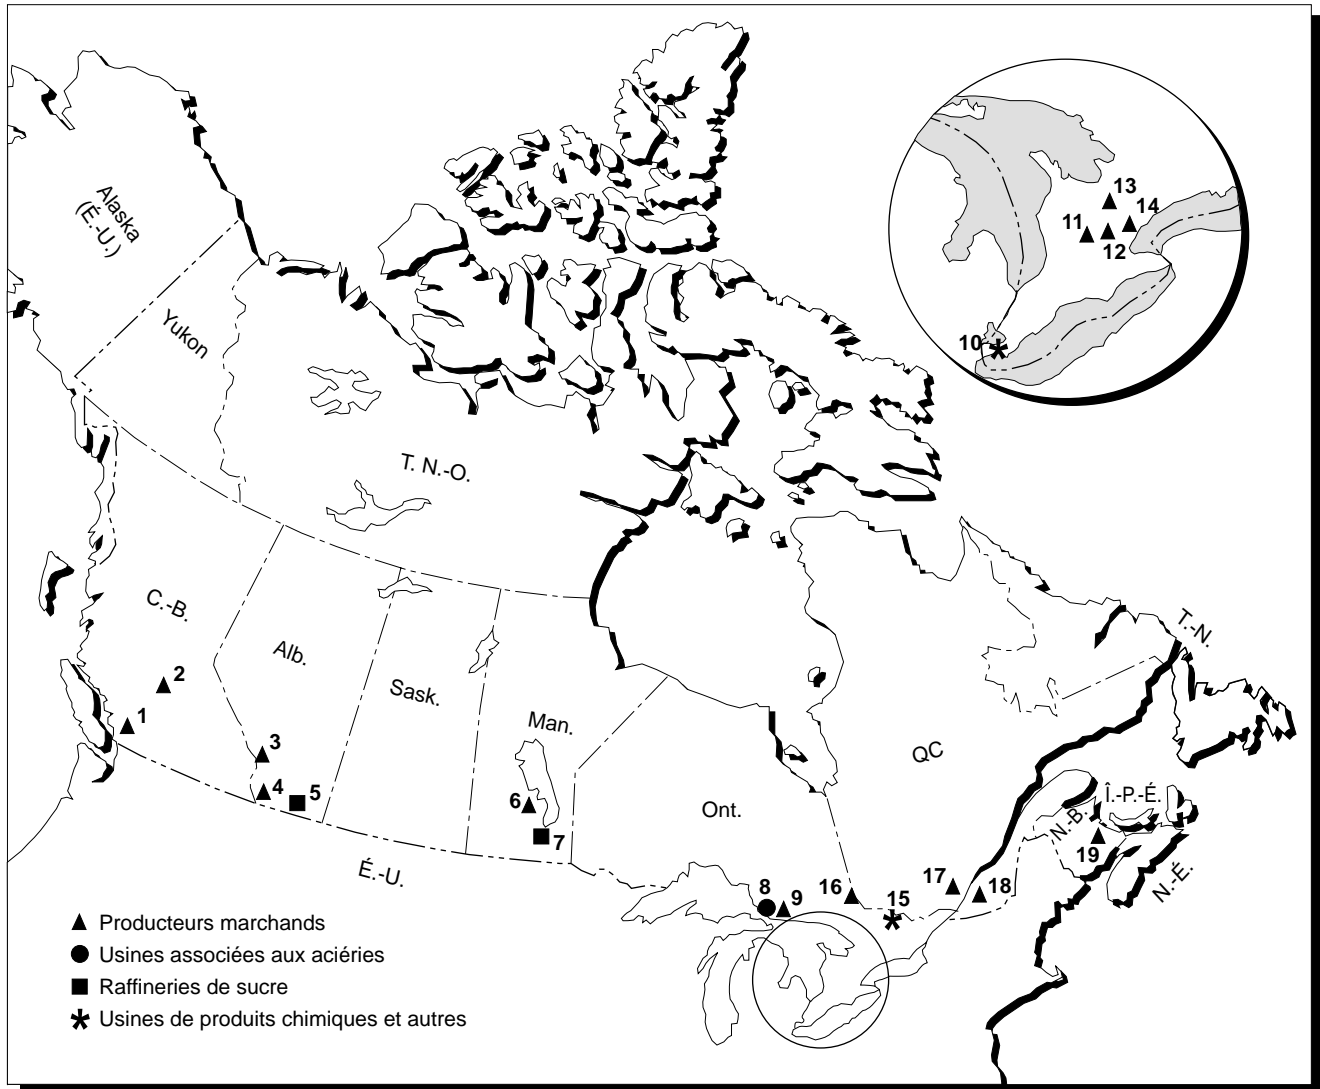 Alaska
(É.-U.)
Yukon
T. N.-O.
C.-B.
Alb.
Sask.
Man.
Ont.
QC
T.-N.
Î.-P.-É.
N.-B.
N.-É.
É.-U.
1
2
3
4
5
6
7
8
9
16
15
17
18
19
13
14
11
12
10
Producteurs marchands
Usines associées aux aciéries
Raffineries de sucre
Usines de produits chimiques et autres